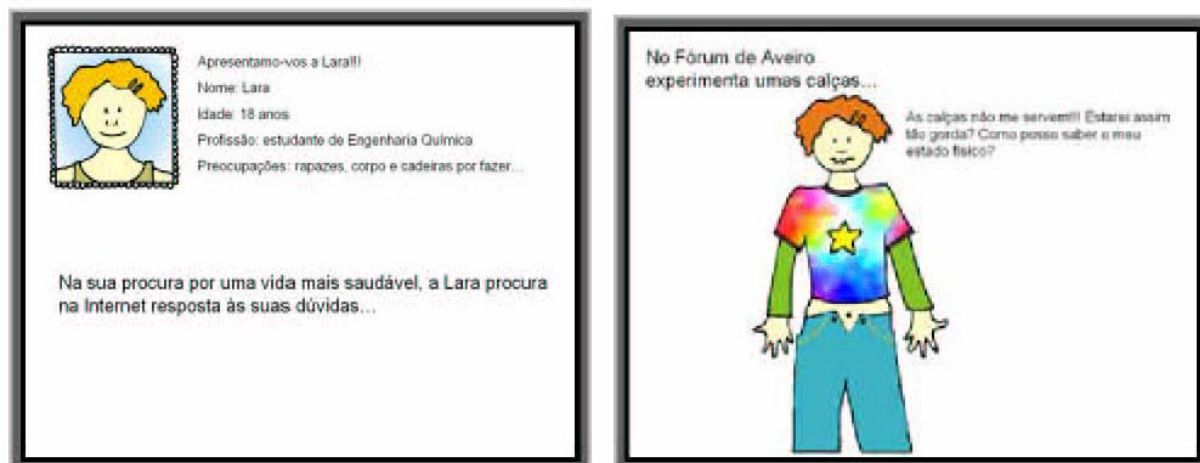 Apresentamo-vos a Lara!!!
Nome: Lara
Idade: 18 anos
Profissão: estudante de Engenharia Química
Preocupações: rapazes, corpo e cadeiras por fazer...
Na sua procura por uma vida mais saudável, a Lara procura
na Internet resposta às suas dúvidas...
No Fórum de Aveiro
experimenta umas calças...
As calças não me servem!!! Estarei assim
tão gorda? Como posso saber o meu
estado físico?